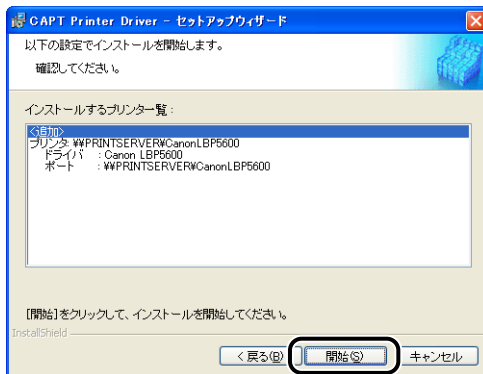 CAPT Printer Driver - セットアップウィザード
以下の設定でインストールを開始します。
確認してください。
インストールするプリンター覧:
<追加>
プリンタ:¥¥PRINTSERVER¥CanonLBP5600
ドライバ :Canon LBP5600
ポート :¥¥PRINTSERVER¥CanonLBP5600
[開始]をクリックして、インストールを開始してください。
InstallShield
< 戻る(B)
開始(S)
キャンセル